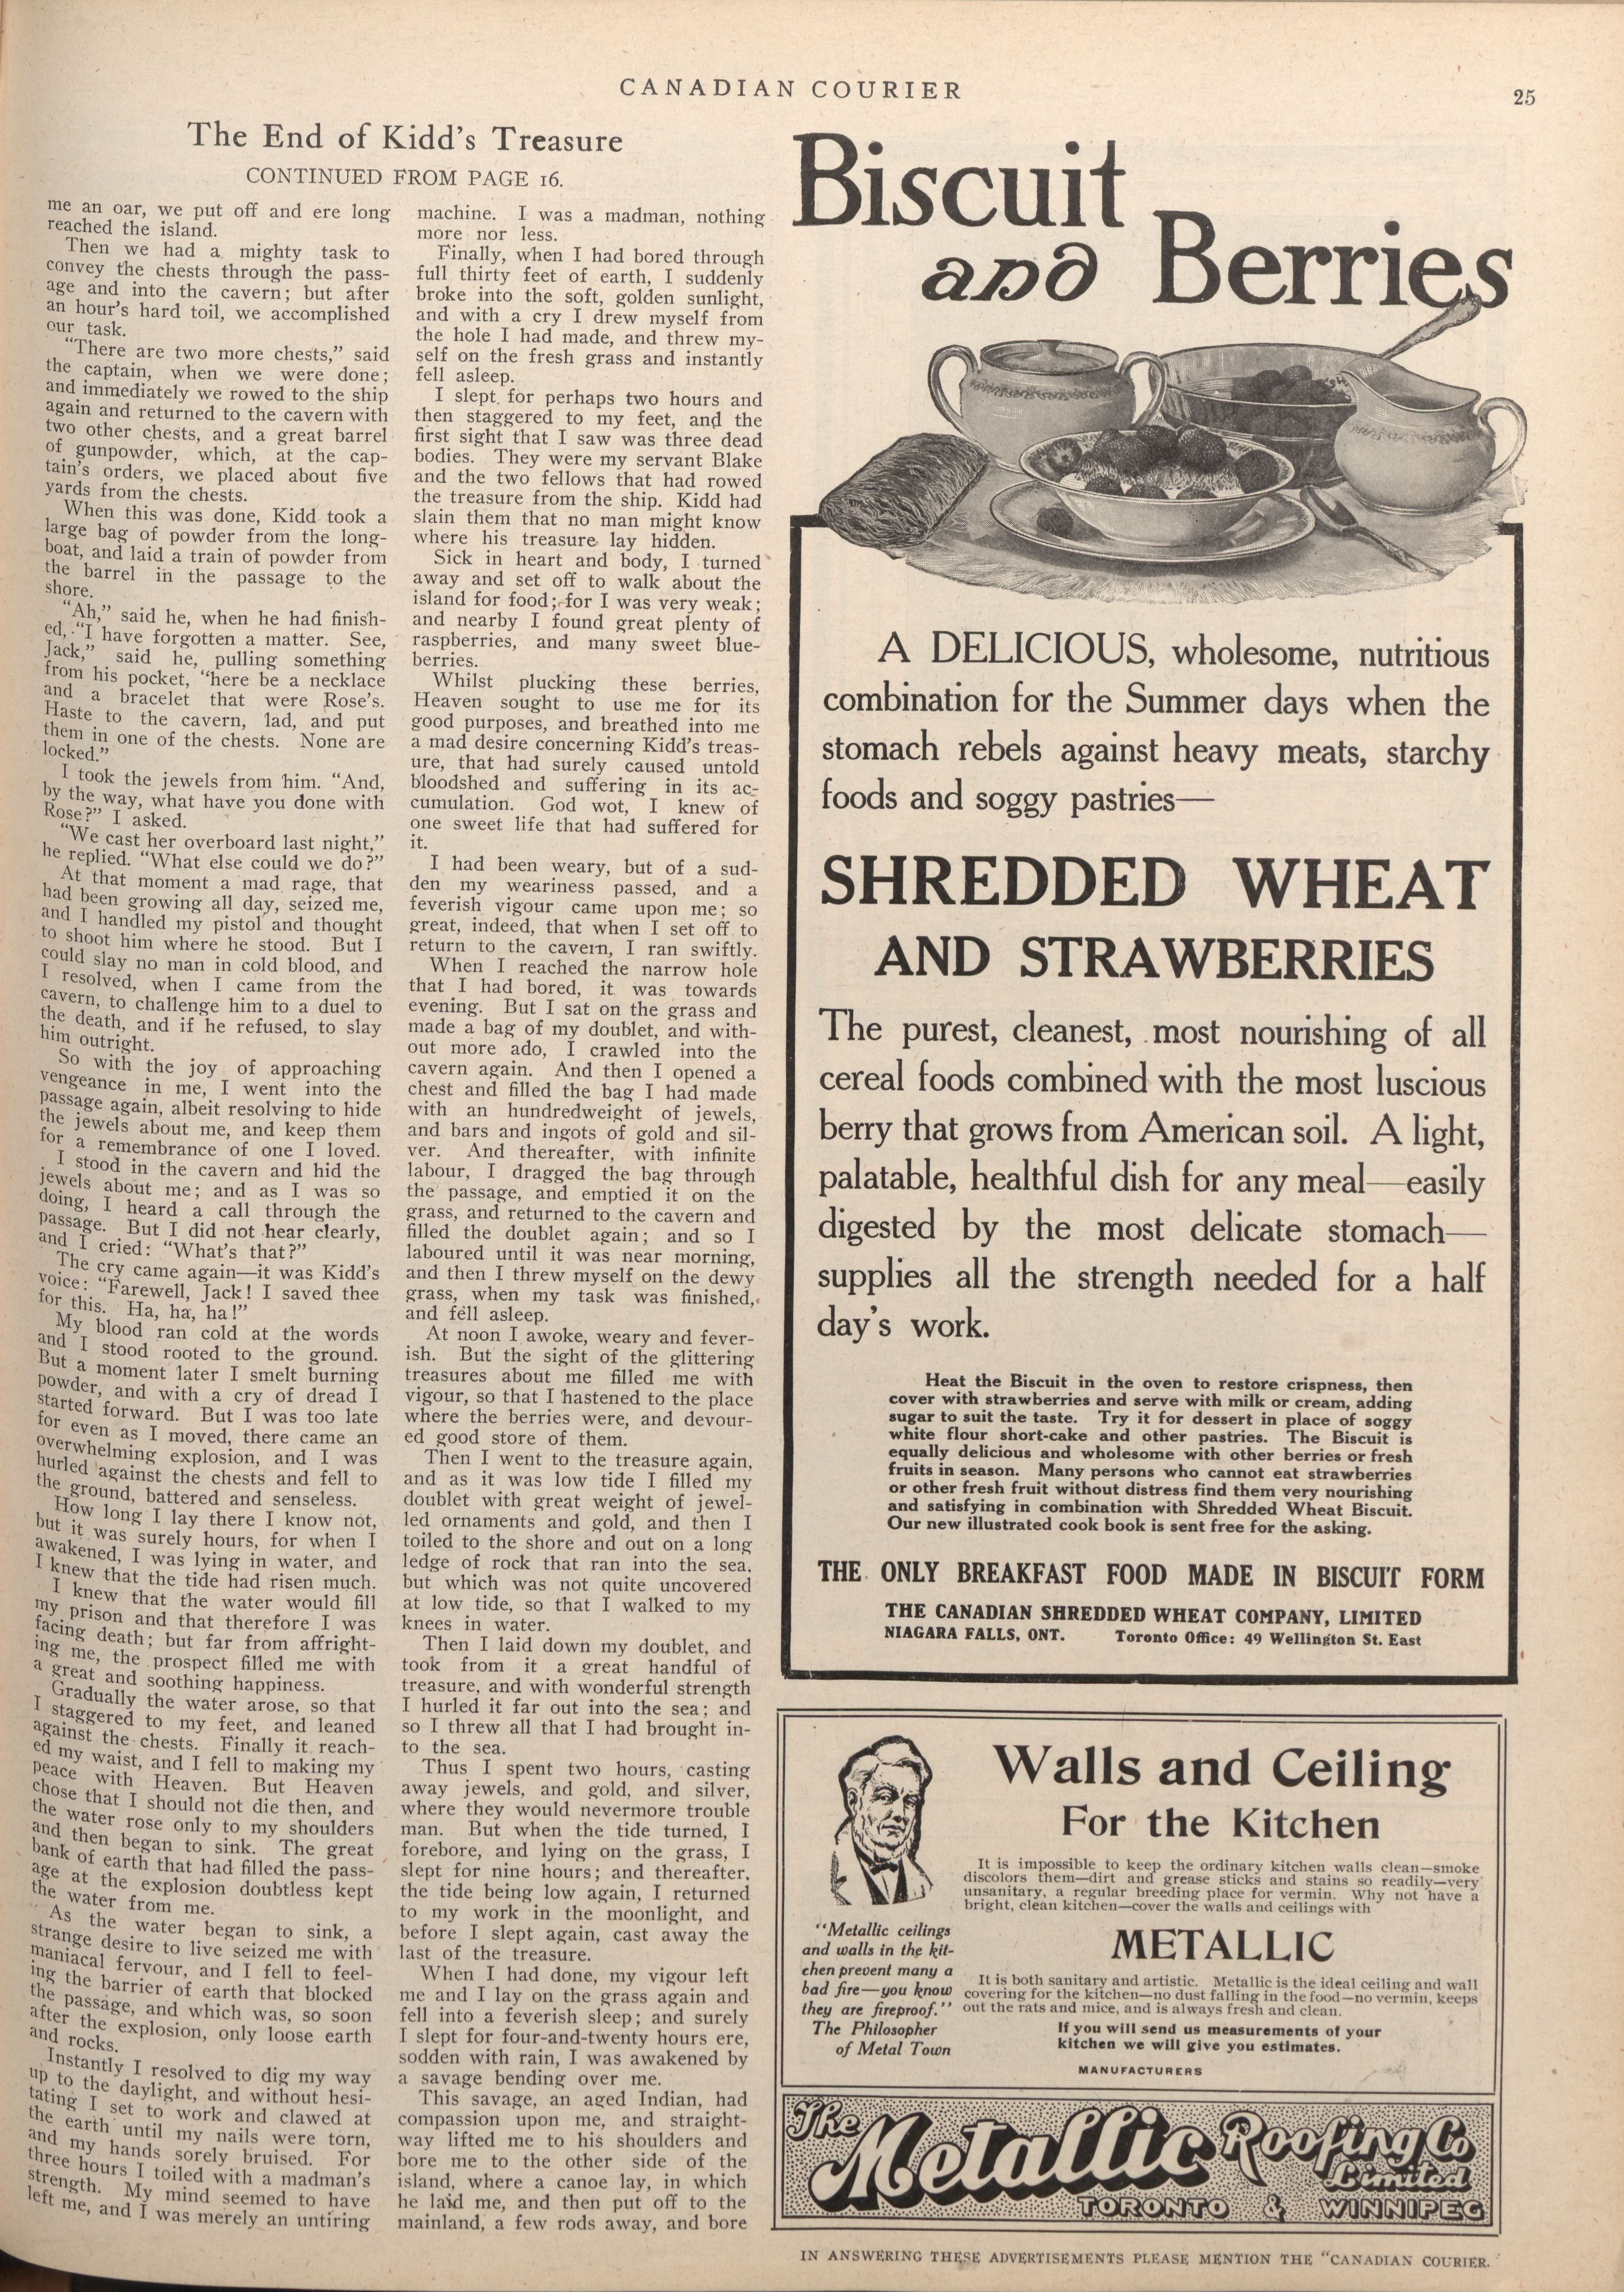 CANADIAN COURIER
25
The End of Kidd's Treasure
CONTINUED FROM PAGE 16.
me an oar, we put off and ere long
reached the island.
Then we had a mighty task to
convey the chests through the pass-
age and into the cavern; but after
an hour's hard toil, we accomplished
our task.
"There are two more chests," said
the captain, when we were done;
and immediately we rowed to the ship
again and returned to the cavern with
two other chests, and a great barrel
of gunpowder, which, at the cap-
tain's orders, we placed about five
yards from the chests.
When this was done, Kidd took a
large bag of powder from the long-
boat, and laid a train of powder from
the barrel in the passage to the
shore.
"Ah," said he, when he had finish-
ed, "I have forgotten a matter. See,
Jack," said he, pulling something
from his pocket, "here be a necklace
and a bracelet that were Rose's.
Haste to the cavern, lad, and put
them in one of the chests. None are
locked."
I took the jewels from him. "And,
by the way, what have you done with
Rose?" I asked.
"We cast her overboard last night,"
he replied. "What else could we do?"
At that moment a mad rage, that
had been growing all day, seized me,
and I handled my pistol and thought
to shoot him where he stood. But I
could slay no man in cold blood, and
I resolved, when I came from the
cavern, to challenge him to a duel to
the death, and if he refused, to slay
him outright.
So with the joy of approaching
vengeance in me, I went into the
passage again, albeit resolving to hide
the jewels about me, and keep them
for a remembrance of one I loved.
I stood in the cavern and hid the
jewels about me; and as I was so
doing, I heard a call through the
passage. But I did not hear clearly,
and I cried: "What's that?"
The cry came again—it was Kidd's
voice: "Farewell, Jack! I saved thee
for this. Ha, ha, ha!"
My blood ran cold at the words
and I stood rooted to the ground.
But a moment later I smelt burning
powder, and with a cry of dread I
started forward. But I was too late
for even as I moved, there came an
overwhelming explosion, and I was
hurled against the chests and fell to
the ground, battered and senseless.
How long I lay there I know not,
but it was surely hours, for when I
awakened, I was lying in water, and
I knew that the tide had risen much.
I knew that the water would fill
my prison and that therefore I was
facing death; but far from affright-
ing me, the prospect filled me with
a great and soothing happiness.
Gradually the water arose, so that
I staggered to my feet, and leaned
against the chests. Finally it reach-
ed my waist, and I fell to making my
peace with Heaven. But Heaven
chose that I should not die then, and
the water rose only to my shoulders
and then began to sink. The great
bank of earth that had filled the pass-
age at the explosion doubtless kept
the water from me.
As the water began to sink, a
strange desire to live seized me with
maniacal fervour, and I fell to feel-
ing the barrier of earth that blocked
the passage, and which was, so soon
after the explosion, only loose earth
and rocks.
Instantly I resolved to dig my way
up to the daylight, and without hesi-
tating I set to work and clawed at
the earth until my nails were torn,
and my hands sorely bruised. For
three hours I toiled with a madman's
strength. My mind seemed to have
left me, and I was merely an untiring
machine. I was a madman, nothing
more nor less.
Finally, when I had bored through
full thirty feet of earth, I suddenly
broke into the soft, golden sunlight,
and with a cry I drew myself from
the hole I had made, and threw my-
self on the fresh grass and instantly
fell asleep.
I slept for perhaps two hours and
then staggered to my feet, and the
first sight that I saw was three dead
bodies. They were my servant Blake
and the two fellows that had rowed
the treasure from the ship. Kidd had
slain them that no man might know
where his treasure lay hidden.
Sick in heart and body, I turned
away and set off to walk about the
island for food; for I was very weak;
and nearby I found great plenty of
raspberries, and many sweet blue-
berries.
Whilst plucking these berries,
Heaven sought to use me for its
good purposes, and breathed into me
a mad desire concerning Kidd's treas-
ure, that had surely caused untold
bloodshed and suffering in its ac-
cumulation. God wot, I knew of
one sweet life that had suffered for
it.
I had been weary, but of a sud-
den my weariness passed, and a
feverish vigour came upon me; so
great, indeed, that when I set off to
return to the cavern, I ran swiftly.
When I reached the narrow hole
that I had bored, it was towards
evening. But I sat on the grass and
made a bag of my doublet, and with-
out more ado, I crawled into the
cavern again. And then I opened a
chest and filled the bag I had made
with an hundredweight of jewels,
and bars and ingots of gold and sil-
ver. And thereafter, with infinite
labour, I dragged the bag through
the passage, and emptied it on the
grass, and returned to the cavern and
filled the doublet again; and so I
laboured until it was near morning,
and then I threw myself on the dewy
grass, when my task was finished,
and fell asleep.
At noon I awoke, weary and fever-
ish. But the sight of the glittering
treasures about me filled me with
vigour, so that I hastened to the place
where the berries were, and devour-
ed good store of them.
Then I went to the treasure again,
and as it was low tide I filled my
doublet with great weight of jewel-
led ornaments and gold, and then I
toiled to the shore and out on a long
ledge of rock that ran into the sea,
but which was not quite uncovered
at low tide, so that I walked to my
knees in water.
Then I laid down my doublet, and
took from it a great handful of
treasure, and with wonderful strength
I hurled it far out into the sea; and
so I threw all that I had brought in-
to the sea.
Thus I spent two hours, casting
away jewels, and gold, and silver,
where they would nevermore trouble
man. But when the tide turned, I
forebore, and lying on the grass, I
slept for nine hours; and thereafter,
the tide being low again, I returned
to my work in the moonlight, and
before I slept again, cast away the
last of the treasure.
When I had done, my vigour left
me and I lay on the grass again and
fell into a feverish sleep; and surely
I slept for four-and-twenty hours ere,
sodden with rain, I was awakened by
a savage bending over me.
This savage, an aged Indian, had
compassion upon me, and straight-
way lifted me to his shoulders and
bore me to the other side of the
island, where a canoe lay, in which
he laid me, and then put off to the
mainland, a few rods away, and bore
Biscuit
and Berries
A DELICIOUS, wholesome, nutritious
combination for the Summer days when the
stomach rebels against heavy meats, starchy
foods and soggy pastries—
SHREDDED WHEAT
AND STRAWBERRIES
The purest, cleanest, most nourishing of all
cereal foods combined with the most luscious
berry that grows from American soil. A light,
palatable, healthful dish for any meal—easily
digested by the most delicate stomach—
supplies all the strength needed for a half
day's work.
Heat the Biscuit in the oven to restore crispness, then
cover with strawberries and serve with milk or cream, adding
sugar to suit the taste. Try it for dessert in place of soggy
white flour short-cake and other pastries. The Biscuit is
equally delicious and wholesome with other berries or fresh
fruits in season. Many persons who cannot eat strawberries
or other fresh fruit without distress find them very nourishing
and satisfying in combination with Shredded Wheat Biscuit.
Our new illustrated cook book is sent free for the asking.
THE ONLY BREAKFAST FOOD MADE IN BISCUIT FORM
THE CANADIAN SHREDDED WHEAT COMPANY, LIMITED
NIAGARA FALLS, ONT. Toronto Office: 49 Wellington St. East
Walls and Ceiling
For the Kitchen
It is impossible to keep the ordinary kitchen walls clean—smoke
discolors them—dirt and grease sticks and stains so readily—very
unsanitary, a regular breeding place for vermin. Why not have a
bright, clean kitchen—cover the walls and ceilings with
METALLIC
It is both sanitary and artistic. Metallic is the ideal ceiling and wall
covering for the kitchen—no dust falling in the food—no vermin, keeps
out the rats and mice, and is always fresh and clean.
If you will send us measurements of your
kitchen we will give you estimates.
MANUFACTURERS
"Metallic ceilings
and walls in the kit-
chen prevent many a
bad fire—you know
they are fireproof."
The Philosopher
of Metal Town
The Metallic Roofing Co
Limited
TORONTO & WINNIPEG
IN ANSWERING THESE ADVERTISEMENTS PLEASE MENTION THE "CANADIAN COURIER.